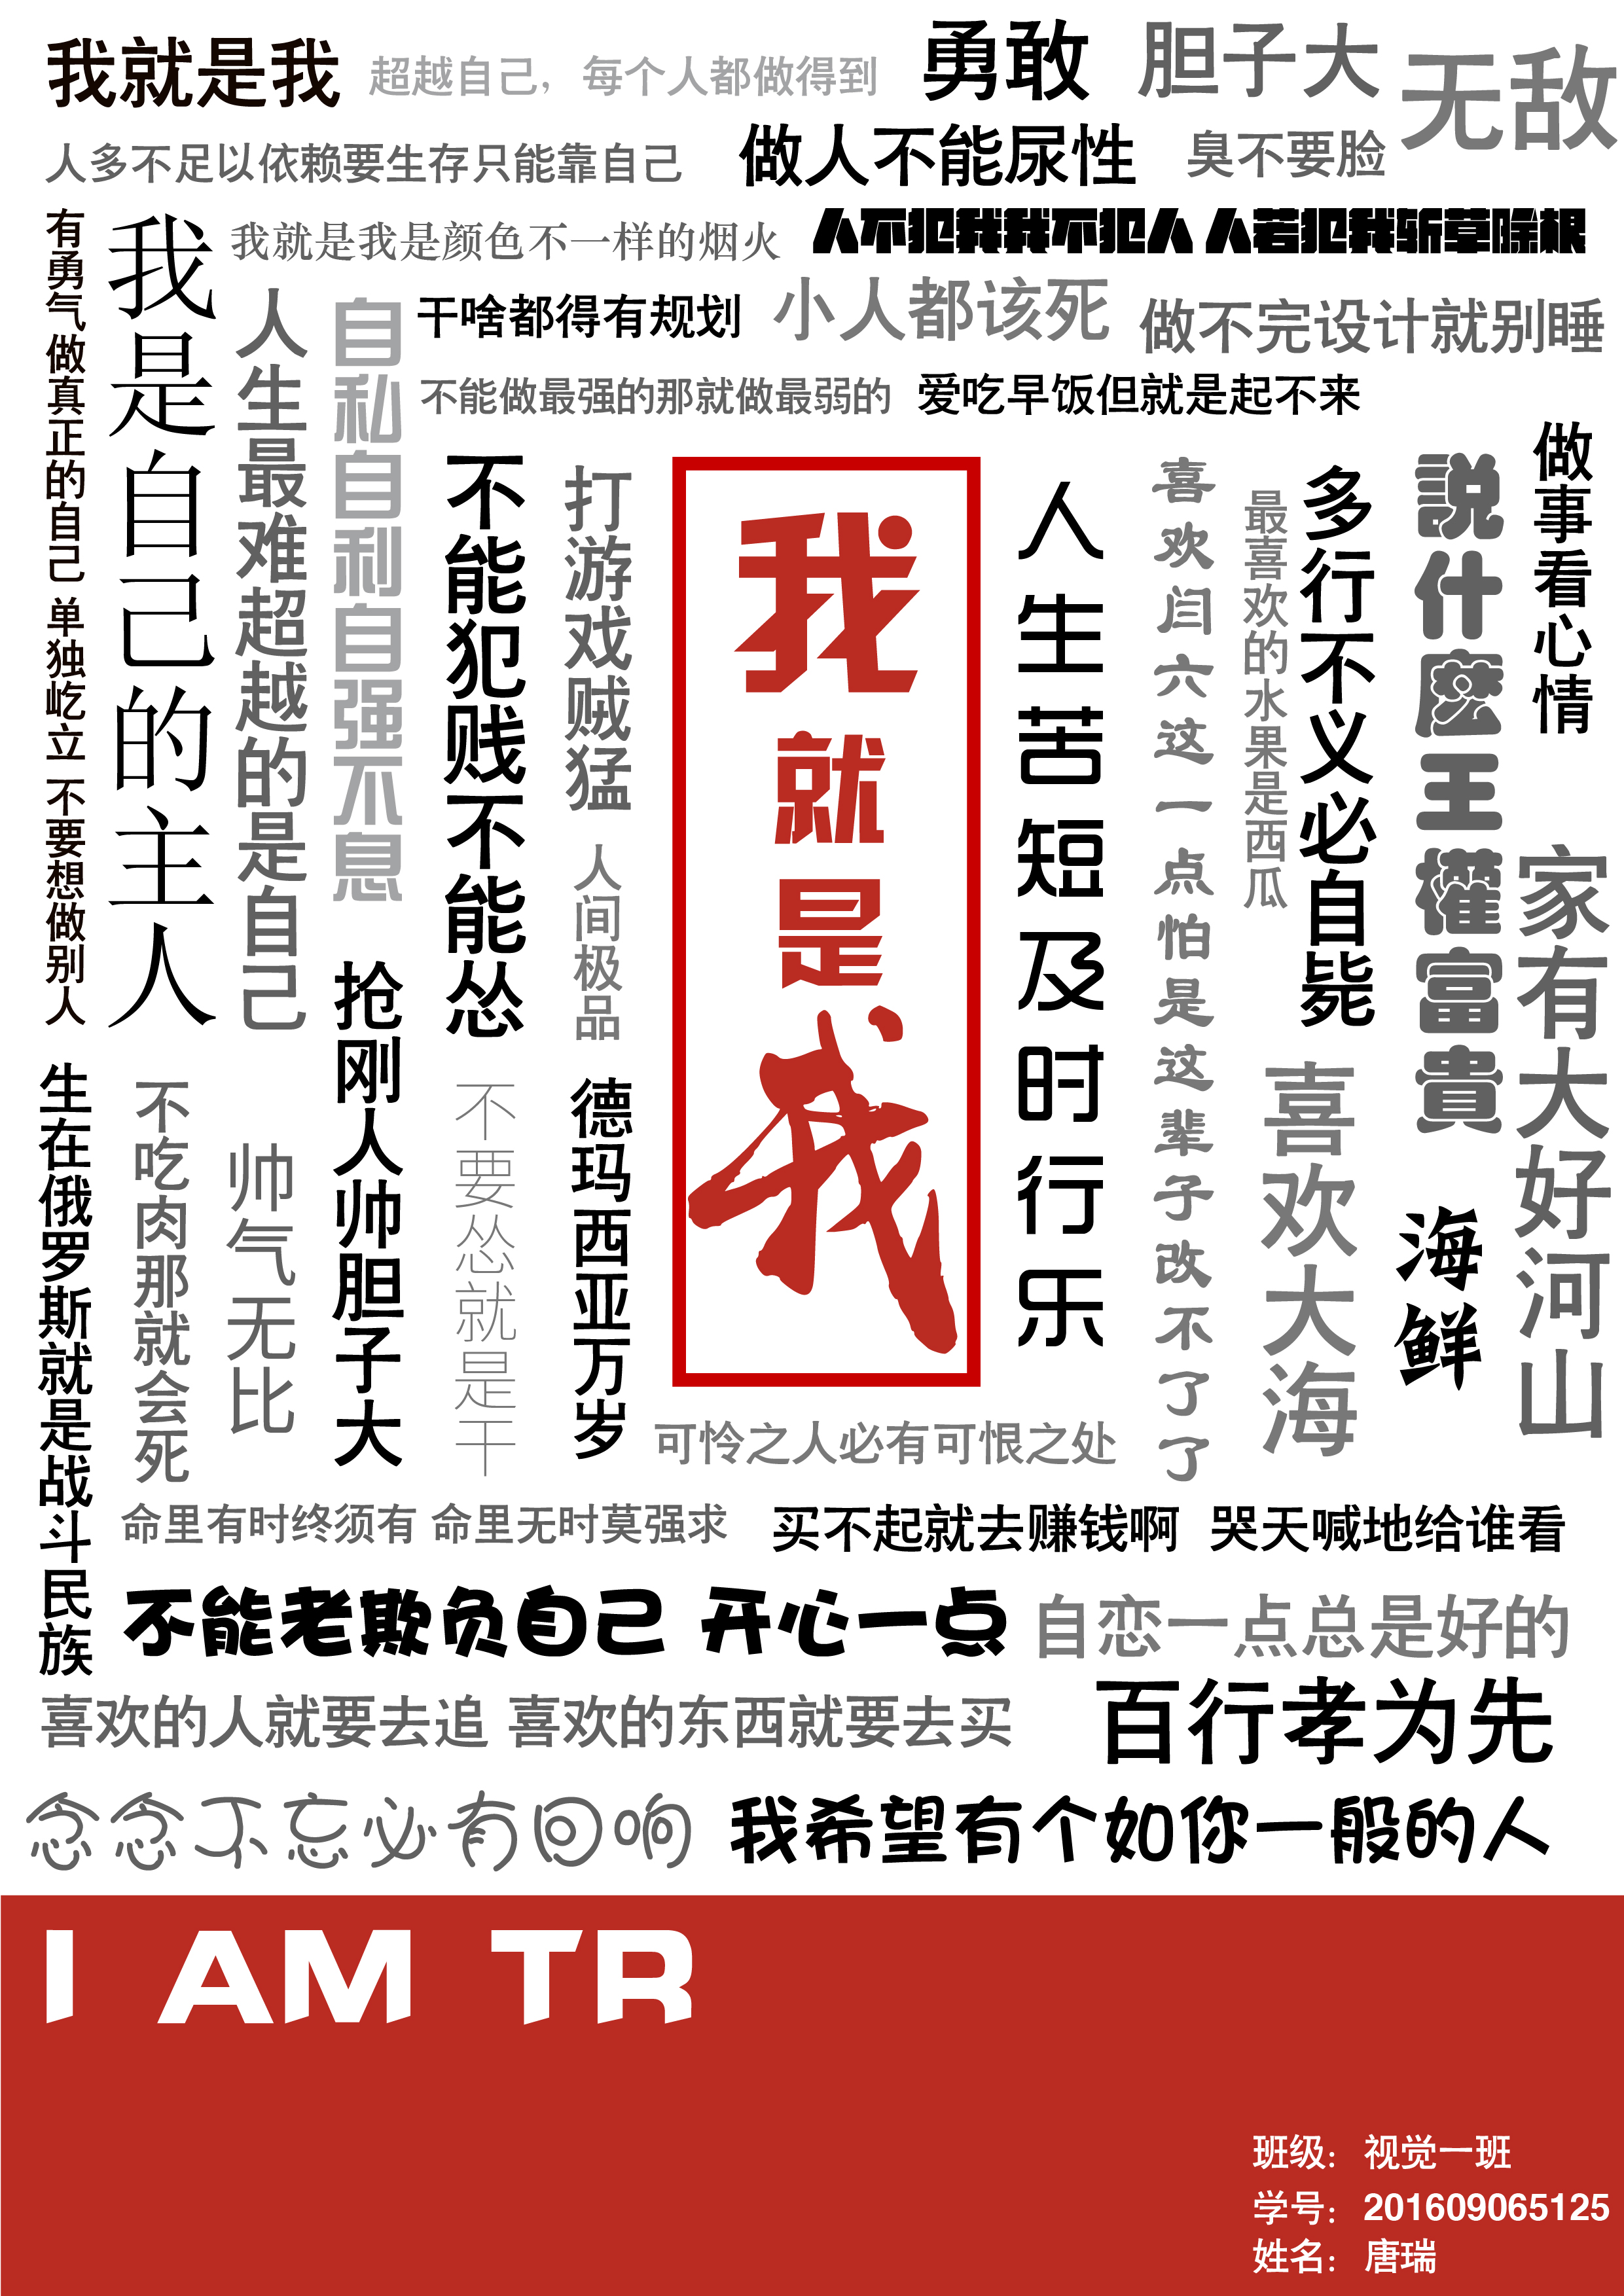 我就是我
超越自己，每个人都做得到
勇敢
胆子大
无敌
人多不足以依赖要生存只能靠自己
做人不能尿性
臭不要脸
我就是我是颜色不一样的烟火
人不犯我我不犯人 人若犯我斩草除根
干啥都得有规划
小人都该死
做不完设计就别睡
不能做最强的那就做最弱的
爱吃早饭但就是起不来
有勇气做真正的自己 单独屹立 不要想做别人
我是自己的主人
人生最难超越的是自己
自私自利自强不息
不能犯贱不能怂
打游戏贼猛
人间极品
我就是我
人生苦短及时行乐
喜欢闫六这一点怕是这辈子改不了了
最喜欢的水果是西瓜
多行不义必自毙
説什麽王權富貴
做事看心情
家有大好河山
生在俄罗斯就是战斗民族
不吃肉那就会死
帅气无比
抢刚人帅胆子大
不要怂就是干
德玛西亚万岁
喜欢大海
海鲜
可怜之人必有可恨之处
命里有时终须有 命里无时莫强求
买不起就去赚钱啊 哭天喊地给谁看
不能老欺负自己 开心一点
自恋一点总是好的
喜欢的人就要去追 喜欢的东西就要去买
百行孝为先
念念不忘必有回响
我希望有个如你一般的人
I AM TR
班级： 视觉一班
学号： 201609065125
姓名： 唐瑞